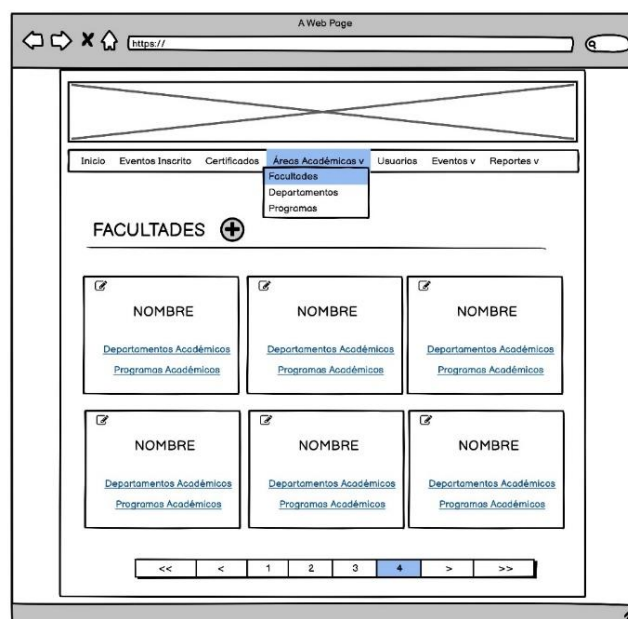 A Web Page
https://
Inicio Eventos Inscrito Certificados Áreas Académicas v Usuarios Eventos v Reportes v
Facultades
Departamentos
Programas
FACULTADES
NOMBRE NOMBRE NOMBRE
Departamentos Académicos Departamentos Académicos Departamentos Académicos
Programas Académicos Programas Académicos Programas Académicos
NOMBRE NOMBRE NOMBRE
Departamentos Académicos Departamentos Académicos Departamentos Académicos
Programas Académicos Programas Académicos Programas Académicos
<< < 1 2 3 4 > >>